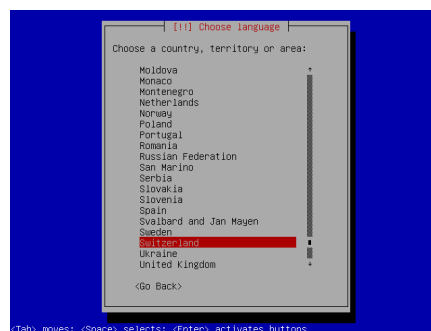 [!!] Choose language
Choose a country, territory or area:
Moldova
Monaco
Montenegro
Netherlands
Norway
Poland
Portugal
Romania
Russian Federation
San Marino
Serbia
Slovakia
Slovenia
Spain
Svalbard and Jan Mayen
Sweden
Switzerland
Ukraine
United Kingdom
<Go Back>
<Tab> moves; <Space> selects; <Enter> activates buttons